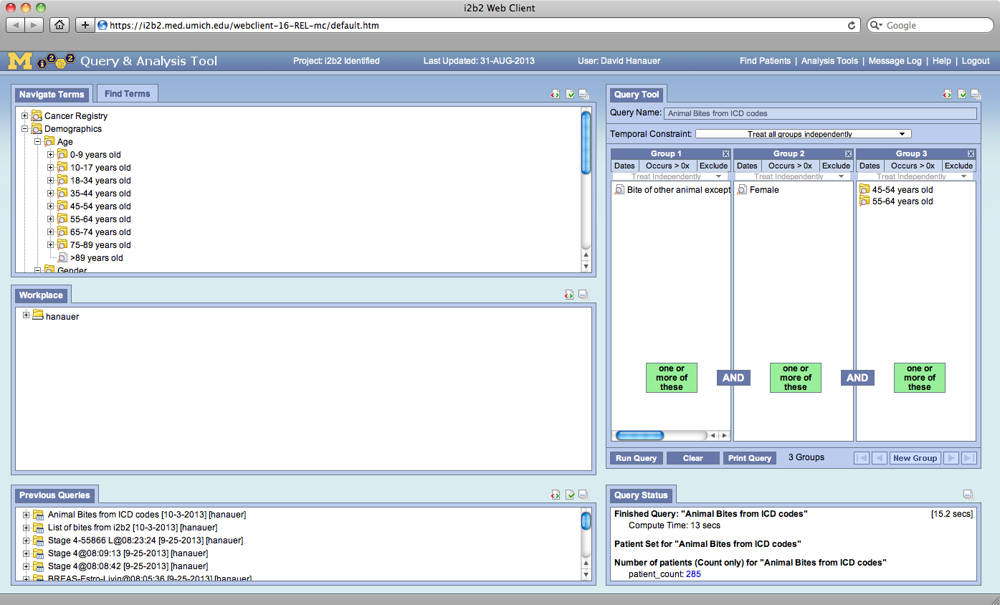 i2b2 Web Client
https://i2b2.med.umich.edu/webclient-16-REL-mc/default.htm
Google
M i 2 b 2 Query & Analysis Tool
Project: i2b2 Identified
Last Updated: 31-AUG-2013
User: David Hanauer
Find Patients | Analysis Tools | Message Log | Help | Logout
Navigate Terms
Find Terms
Cancer Registry
Demographics
Age
0-9 years old
10-17 years old
18-34 years old
35-44 years old
45-54 years old
55-64 years old
65-74 years old
75-89 years old
>89 years old
Gender
Workplace
hanauer
Previous Queries
Animal Bites from ICD codes [10-3-2013] [hanauer]
List of bites from i2b2 [10-3-2013] [hanauer]
Stage 4-55866 L@08:23:24 [9-25-2013] [hanauer]
Stage 4@08:09:13 [9-25-2013] [hanauer]
Stage 4@08:08:42 [9-25-2013] [hanauer]
BREAS-Estro-Livin@08:05:36 [9-25-2013] [hanauer]
Query Tool
Query Name: Animal Bites from ICD codes
Temporal Constraint: Treat all groups independently
Group 1
Dates Occurs > 0x Exclude
Treat Independently
Bite of other animal except
one or
more of
these
AND
Group 2
Dates Occurs > 0x Exclude
Treat Independently
Female
one or
more of
these
AND
Group 3
Dates Occurs > 0x Exclude
Treat Independently
45-54 years old
55-64 years old
one or
more of
these
Run Query
Clear
Print Query
3 Groups
New Group
Query Status
Finished Query: "Animal Bites from ICD codes" [15.2 secs]
Compute Time: 13 secs
Patient Set for "Animal Bites from ICD codes"
Number of patients (Count only) for "Animal Bites from ICD codes"
patient_count: 285